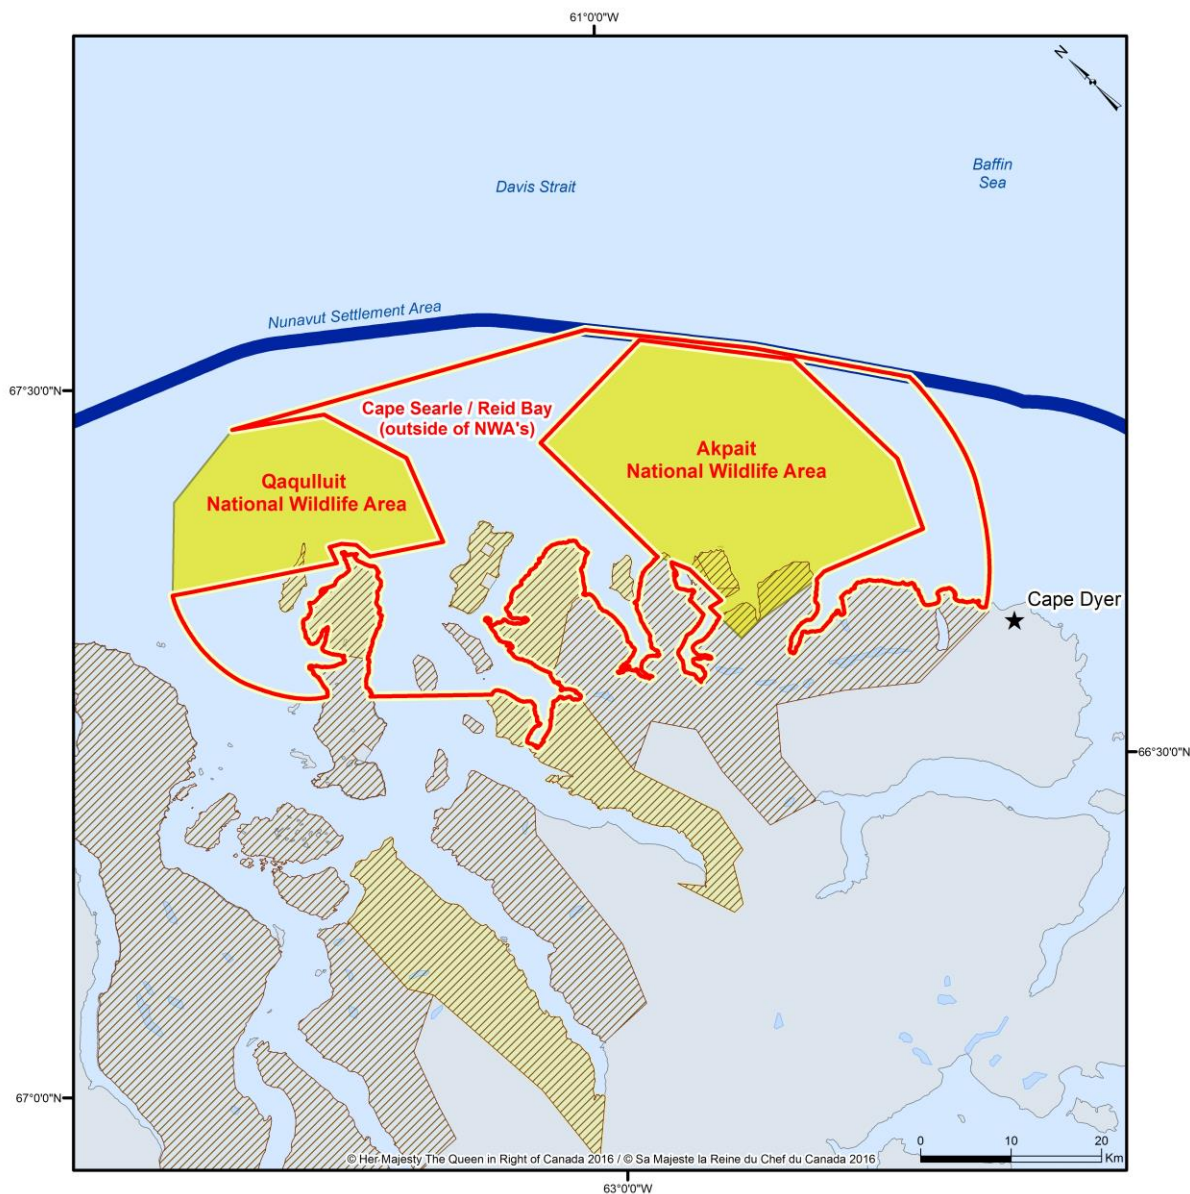 61°0'0"W
N
Baffin
Sea
Davis Strait
Nunavut Settlement Area
67°30'0"N
Cape Searle / Reid Bay
(outside of NWA's)
Akpait
National Wildlife Area
Qaqulluit
National Wildlife Area
Cape Dyer
66°30'0"N
67°0'0"N
0 10 20
Km
© Her Majesty The Queen in Right of Canada 2016 / © Sa Majeste la Reine du Chef du Canada 2016
63°0'0"W